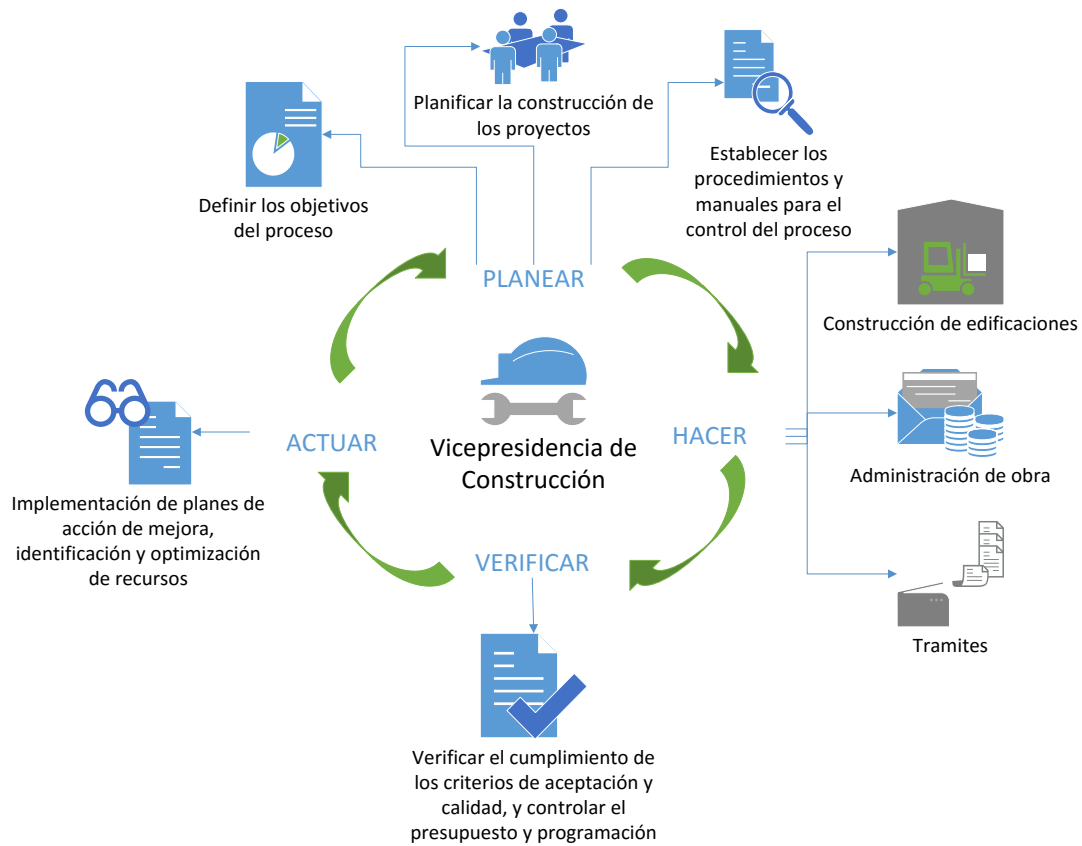 Planificar la construcción de
los proyectos
Definir los objetivos
del proceso
Establecer los
procedimientos y
manuales para el
control del proceso
PLANEAR
Construcción de edificaciones
HACER
Administración de obra
Tramites
Vicepresidencia de
Construcción
ACTUAR
Implementación de planes de
acción de mejora,
identificación y optimización
de recursos
VERIFICAR
Verificar el cumplimiento de
los criterios de aceptación y
calidad, y controlar el
presupuesto y programación